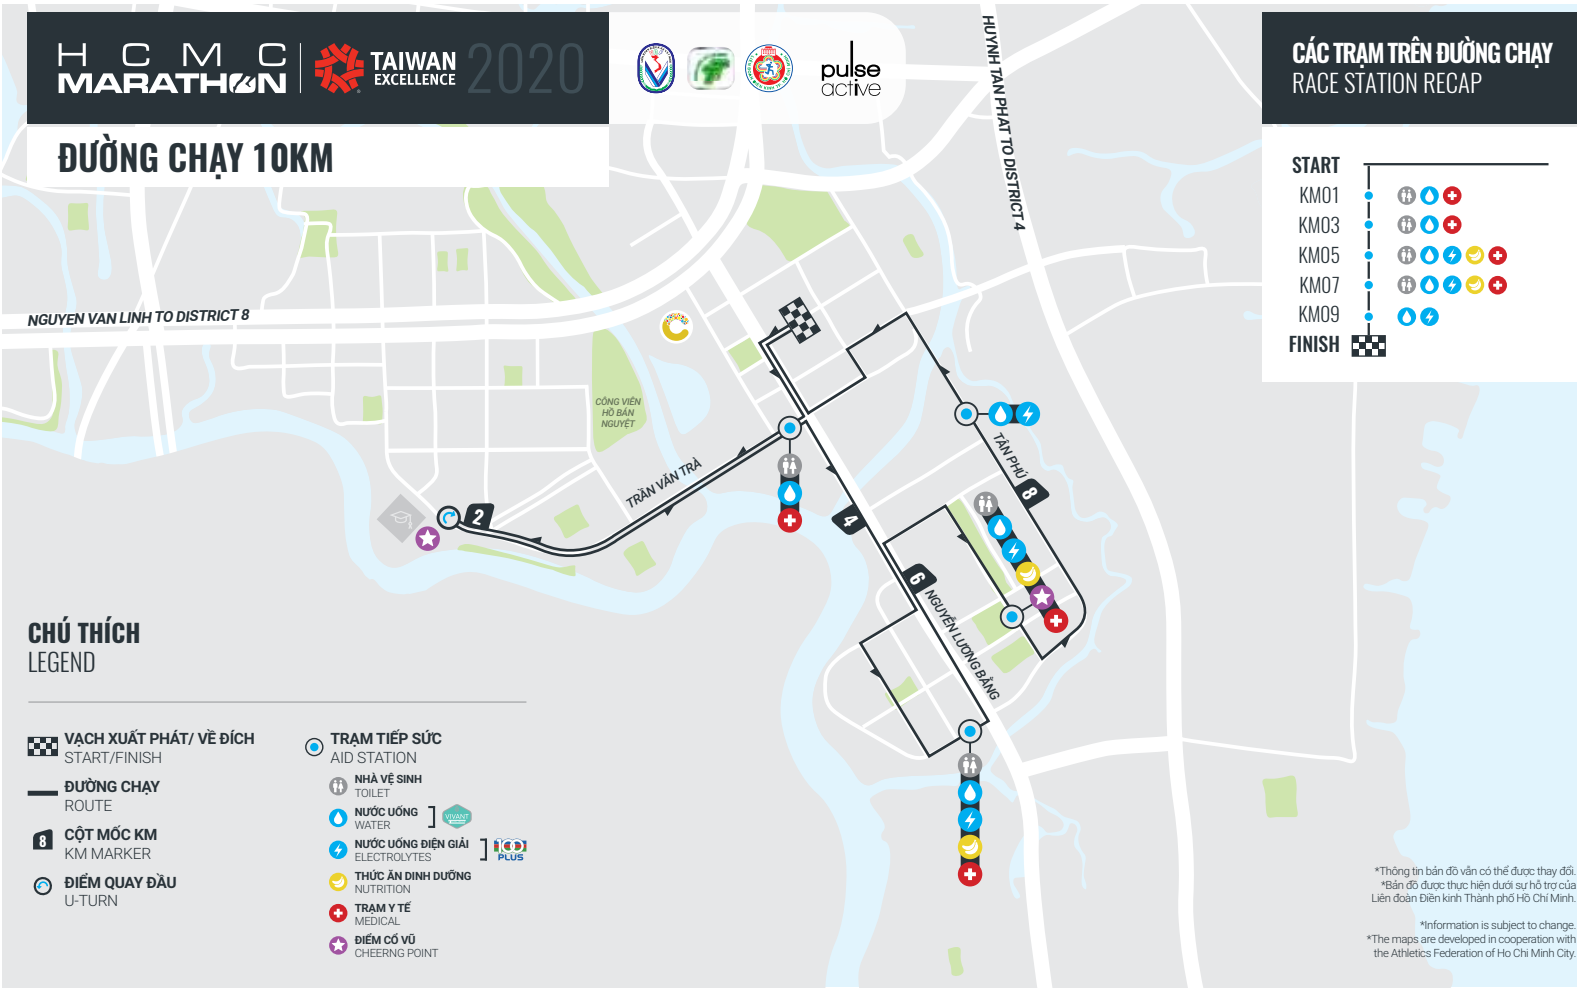 HCMC
MARATHON
TAIWAN
EXCELLENCE
2020
pulse
active
ĐƯỜNG CHẠY 10KM
CÁC TRẠM TRÊN ĐƯỜNG CHẠY
RACE STATION RECAP
START
KM01
KM03
KM05
KM07
KM09
FINISH
HUYNH TAN PHAT TO DISTRICT 4
NGUYEN VAN LINH TO DISTRICT 8
CÔNG VIÊN
HỒ BÁN
NGUYỆT
TRẦN VĂN TRÀ
TÂN PHÚ
NGUYỄN LƯƠNG BẰNG
2
4
6
8
CHÚ THÍCH
LEGEND
VẠCH XUẤT PHÁT/ VỀ ĐÍCH
START/FINISH
ĐƯỜNG CHẠY
ROUTE
8
CỘT MỐC KM
KM MARKER
ĐIỂM QUAY ĐẦU
U-TURN
TRẠM TIẾP SỨC
AID STATION
NHÀ VỆ SINH
TOILET
NƯỚC UỐNG
WATER
VIVANT
NƯỚC UỐNG ĐIỆN GIẢI
ELECTROLYTES
100
PLUS
THỨC ĂN DINH DƯỠNG
NUTRITION
TRẠM Y TẾ
MEDICAL
ĐIỂM CỔ VŨ
CHEERNG POINT
*Thông tin bản đồ vẫn có thể được thay đổi.
*Bản đồ được thực hiện dưới sự hỗ trợ của
Liên đoàn Điền kinh Thành phố Hồ Chí Minh.
*Information is subject to change.
*The maps are developed in cooperation with
the Athletics Federation of Ho Chi Minh City.